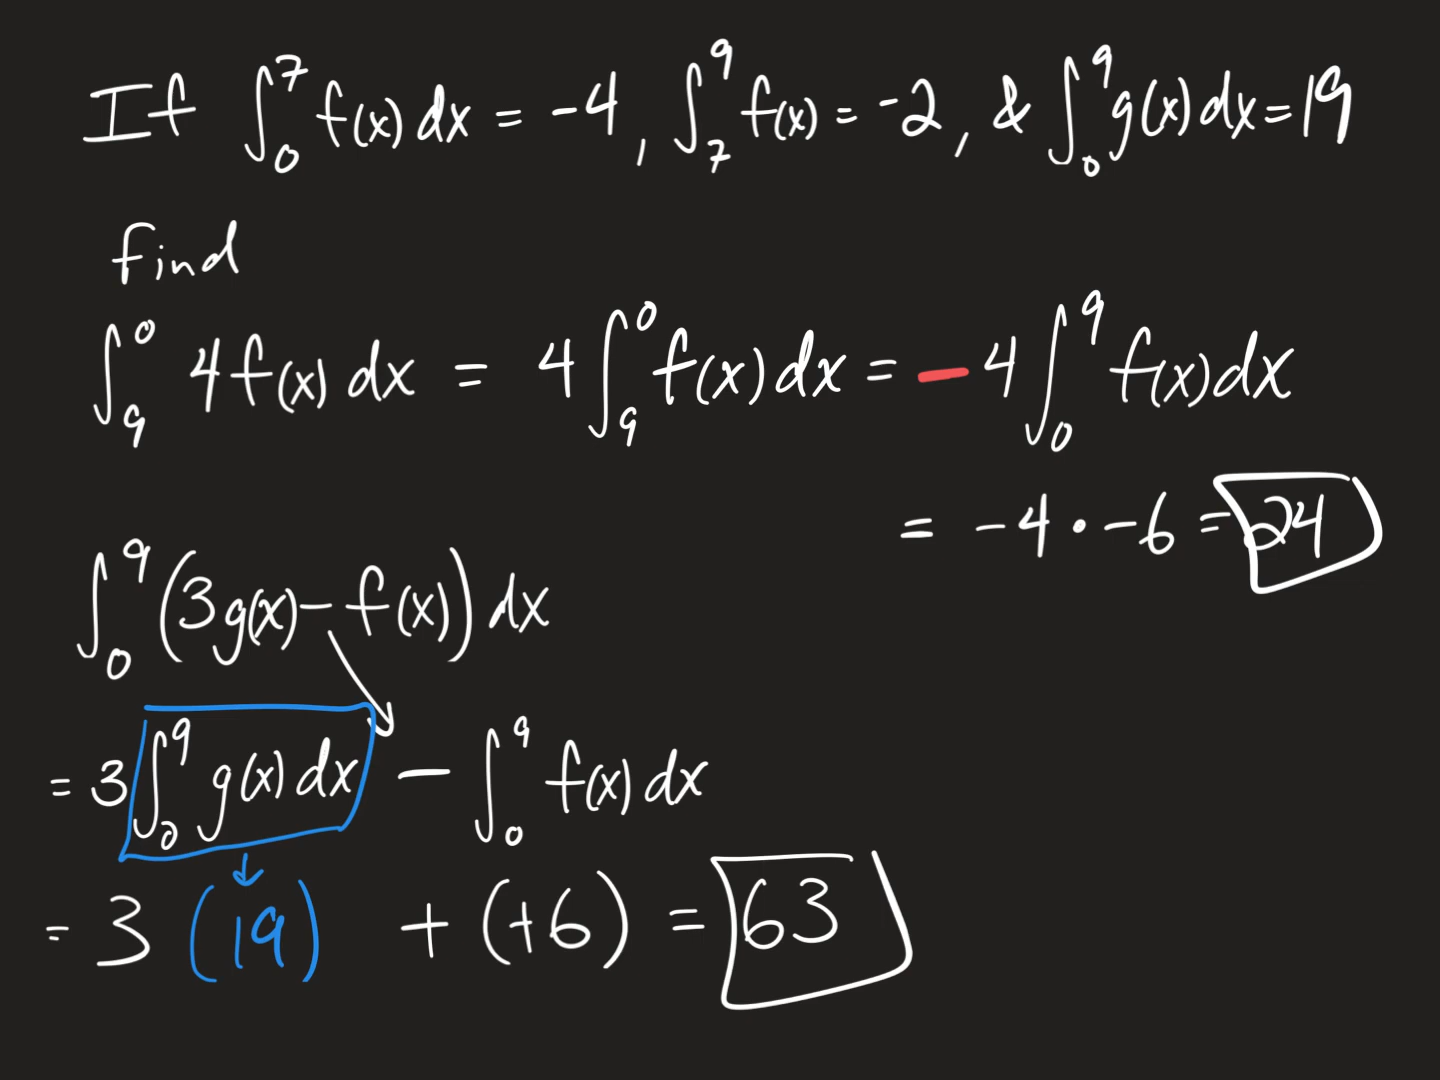 If ∫₀⁷ f(x) dx = -4, ∫₇⁹ f(x) = -2, & ∫₀⁹ g(x) dx = 19
find
∫₉⁰ 4f(x) dx = 4∫₉⁰ f(x) dx = -4∫₀⁹ f(x) dx
= -4 · -6 = 24
∫₀⁹ (3g(x) - f(x)) dx
= 3∫₀⁹ g(x) dx - ∫₀⁹ f(x) dx
= 3 (19) + (+6) = 63